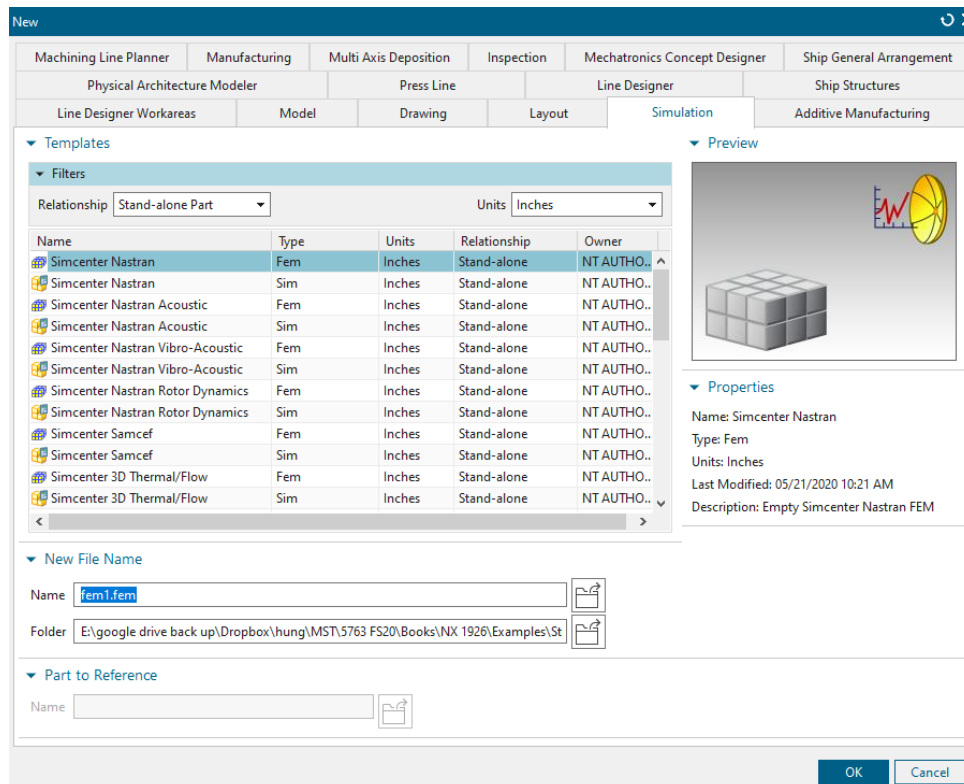 New
Machining Line Planner Manufacturing Multi Axis Deposition Inspection Mechatronics Concept Designer Ship General Arrangement
Physical Architecture Modeler Press Line Line Designer Ship Structures
Line Designer Workareas Model Drawing Layout Simulation Additive Manufacturing
Templates
Filters
Relationship Stand-alone Part Units Inches
Name Type Units Relationship Owner
Simcenter Nastran Fem Inches Stand-alone NT AUTHO..
Simcenter Nastran Sim Inches Stand-alone NT AUTHO..
Simcenter Nastran Acoustic Fem Inches Stand-alone NT AUTHO..
Simcenter Nastran Acoustic Sim Inches Stand-alone NT AUTHO..
Simcenter Nastran Vibro-Acoustic Fem Inches Stand-alone NT AUTHO..
Simcenter Nastran Vibro-Acoustic Sim Inches Stand-alone NT AUTHO..
Simcenter Nastran Rotor Dynamics Fem Inches Stand-alone NT AUTHO..
Simcenter Nastran Rotor Dynamics Sim Inches Stand-alone NT AUTHO..
Simcenter Samcef Fem Inches Stand-alone NT AUTHO..
Simcenter Samcef Sim Inches Stand-alone NT AUTHO..
Simcenter 3D Thermal/Flow Fem Inches Stand-alone NT AUTHO..
Simcenter 3D Thermal/Flow Sim Inches Stand-alone NT AUTHO..
Preview
Properties
Name: Simcenter Nastran
Type: Fem
Units: Inches
Last Modified: 05/21/2020 10:21 AM
Description: Empty Simcenter Nastran FEM
New File Name
Name fem1.fem
Folder E:\google drive back up\Dropbox\hung\MST\5763 FS20\Books\NX 1926\Examples\St
Part to Reference
Name
OK Cancel